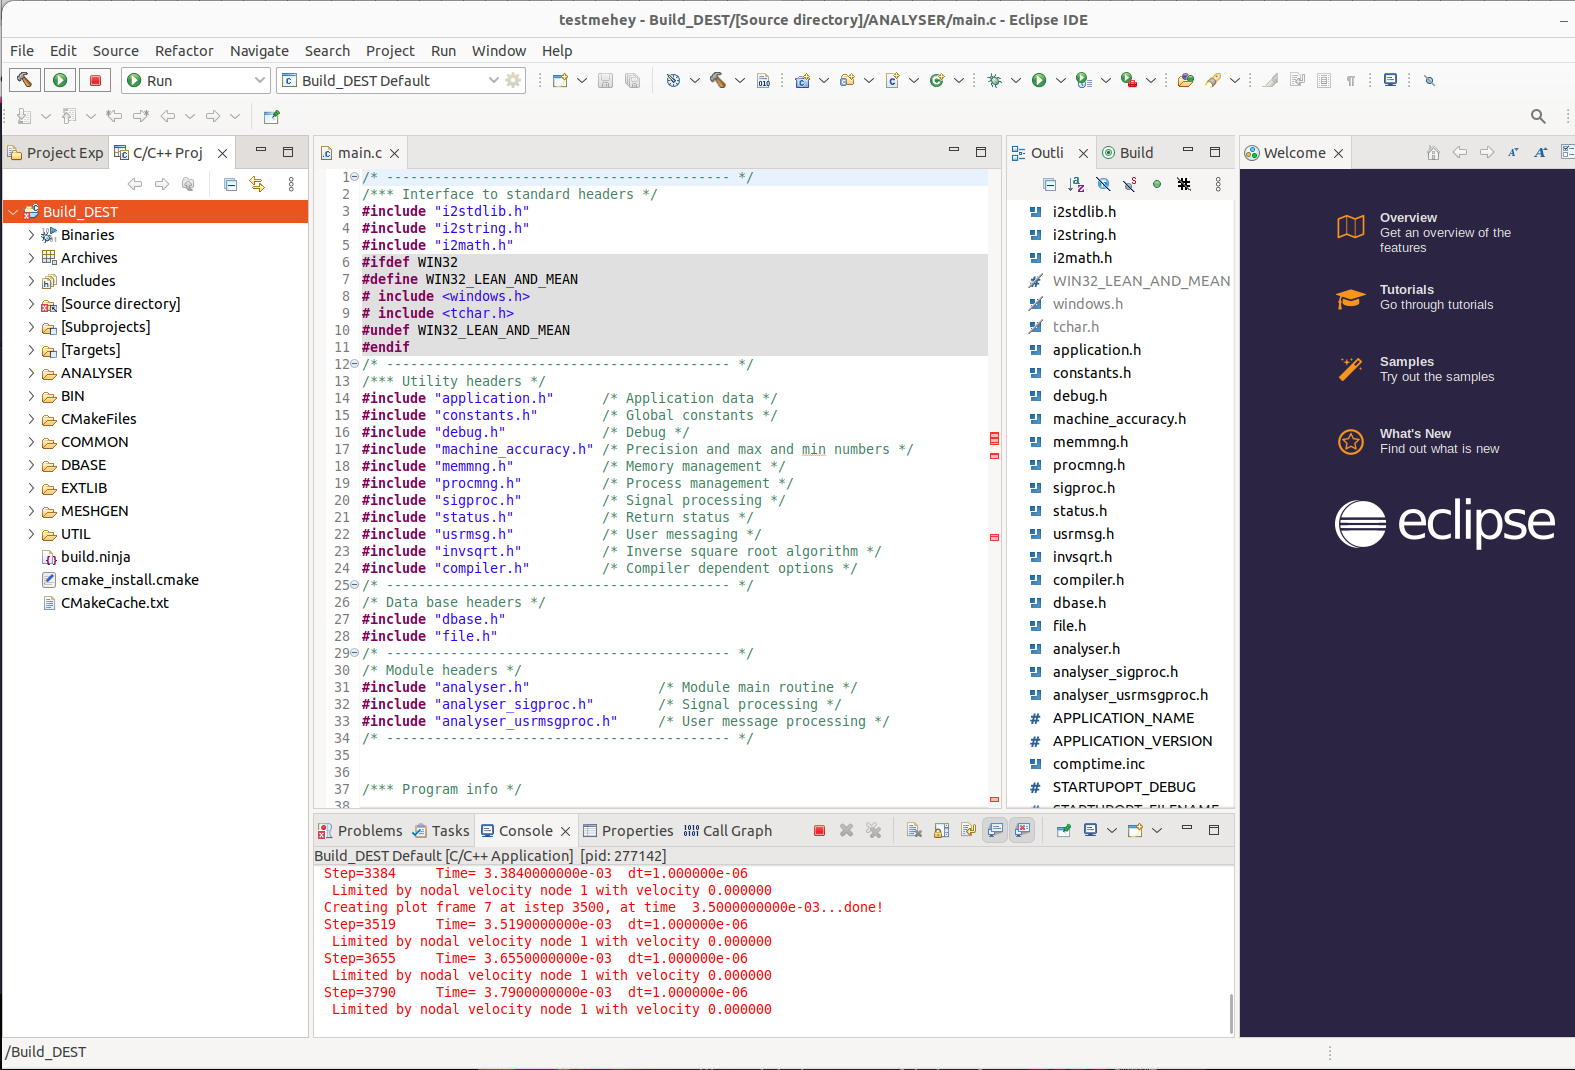 testmehey - Build_DEST/[Source directory]/ANALYSER/main.c - Eclipse IDE
File Edit Source Refactor Navigate Search Project Run Window Help
Run
Build_DEST Default
Project Exp
C/C++ Proj
Build_DEST
Binaries
Archives
Includes
[Source directory]
[Subprojects]
[Targets]
ANALYSER
BIN
CMakeFiles
COMMON
DBASE
EXTLIB
MESHGEN
UTIL
build.ninja
cmake_install.cmake
CMakeCache.txt
main.c
1 /* ------------------------------------------- */
2 /*** Interface to standard headers */
3 #include "i2stdlib.h"
4 #include "i2string.h"
5 #include "i2math.h"
6 #ifdef WIN32
7 #define WIN32_LEAN_AND_MEAN
8 # include <windows.h>
9 # include <tchar.h>
10 #undef WIN32_LEAN_AND_MEAN
11 #endif
12 /* ------------------------------------------- */
13 /*** Utility headers */
14 #include "application.h" /* Application data */
15 #include "constants.h" /* Global constants */
16 #include "debug.h" /* Debug */
17 #include "machine_accuracy.h" /* Precision and max and min numbers */
18 #include "memmng.h" /* Memory management */
19 #include "procmng.h" /* Process management */
20 #include "sigproc.h" /* Signal processing */
21 #include "status.h" /* Return status */
22 #include "usrmsg.h" /* User messaging */
23 #include "invsqrt.h" /* Inverse square root algorithm */
24 #include "compiler.h" /* Compiler dependent options */
25 /* ------------------------------------------- */
26 /* Data base headers */
27 #include "dbase.h"
28 #include "file.h"
29 /* ------------------------------------------- */
30 /* Module headers */
31 #include "analyser.h" /* Module main routine */
32 #include "analyser_sigproc.h" /* Signal processing */
33 #include "analyser_usrmsgproc.h" /* User message processing */
34 /* ------------------------------------------- */
35
36
37 /*** Program info */
38
Outli
Build
i2stdlib.h
i2string.h
i2math.h
WIN32_LEAN_AND_MEAN
windows.h
tchar.h
application.h
constants.h
debug.h
machine_accuracy.h
memmng.h
procmng.h
sigproc.h
status.h
usrmsg.h
invsqrt.h
compiler.h
dbase.h
file.h
analyser.h
analyser_sigproc.h
analyser_usrmsgproc.h
APPLICATION_NAME
APPLICATION_VERSION
comptime.inc
STARTUPOPT_DEBUG
STARTUPOPT_FILENAME
Welcome
Overview
Get an overview of the
features
Tutorials
Go through tutorials
Samples
Try out the samples
What's New
Find out what is new
eclipse
Problems Tasks Console Properties Call Graph
Build_DEST Default [C/C++ Application] [pid: 277142]
Step=3384 Time= 3.3840000000e-03 dt=1.000000e-06
Limited by nodal velocity node 1 with velocity 0.000000
Creating plot frame 7 at istep 3500, at time 3.5000000000e-03...done!
Step=3519 Time= 3.5190000000e-03 dt=1.000000e-06
Limited by nodal velocity node 1 with velocity 0.000000
Step=3655 Time= 3.6550000000e-03 dt=1.000000e-06
Limited by nodal velocity node 1 with velocity 0.000000
Step=3790 Time= 3.7900000000e-03 dt=1.000000e-06
Limited by nodal velocity node 1 with velocity 0.000000
/Build_DEST